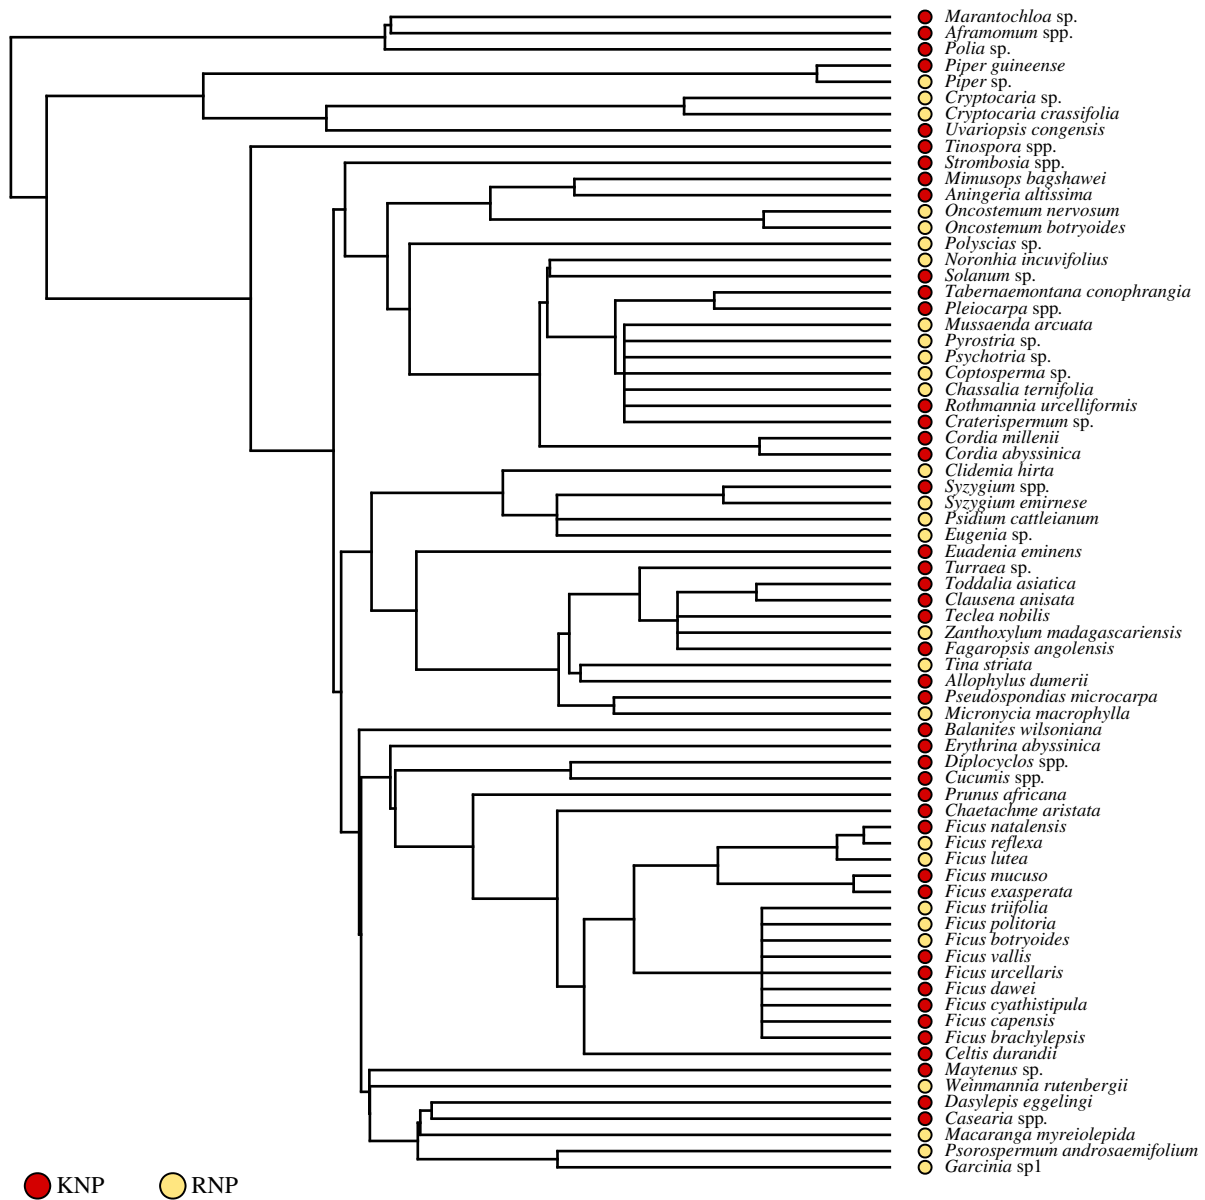 Marantochloa sp.
Aframomum spp.
Polia sp.
Piper guineense
Piper sp.
Cryptocaria sp.
Cryptocaria crassifolia
Uvariopsis congensis
Tinospora spp.
Strombosia spp.
Mimusops bagshawei
Aningeria altissima
Oncostemum nervosum
Oncostemum botryoides
Polyscias sp.
Noronhia incuvifolius
Solanum sp.
Tabernaemontana conophrangia
Pleiocarpa spp.
Mussaenda arcuata
Pyrostria sp.
Psychotria sp.
Coptosperma sp.
Chassalia ternifolia
Rothmannia urcelliformis
Craterispermum sp.
Cordia millenii
Cordia abyssinica
Clidemia hirta
Syzygium spp.
Syzygium emirnese
Psidium cattleianum
Eugenia sp.
Euadenia eminens
Turraea sp.
Toddalia asiatica
Clausena anisata
Teclea nobilis
Zanthoxylum madagascariensis
Fagaropsis angolensis
Tina striata
Allophylus dumerii
Pseudospondias microcarpa
Micronycia macrophylla
Balanites wilsoniana
Erythrina abyssinica
Diplocyclos spp.
Cucumis spp.
Prunus africana
Chaetachme aristata
Ficus natalensis
Ficus reflexa
Ficus lutea
Ficus mucuso
Ficus exasperata
Ficus triifolia
Ficus politoria
Ficus botryoides
Ficus vallis
Ficus urcellaris
Ficus dawei
Ficus cyathistipula
Ficus capensis
Ficus brachylepsis
Celtis durandii
Maytenus sp.
Weinmannia rutenbergii
Dasylepis eggelingi
Casearia spp.
Macaranga myreiolepida
Psorospermum androsaemifolium
Garcinia sp1
KNP RNP